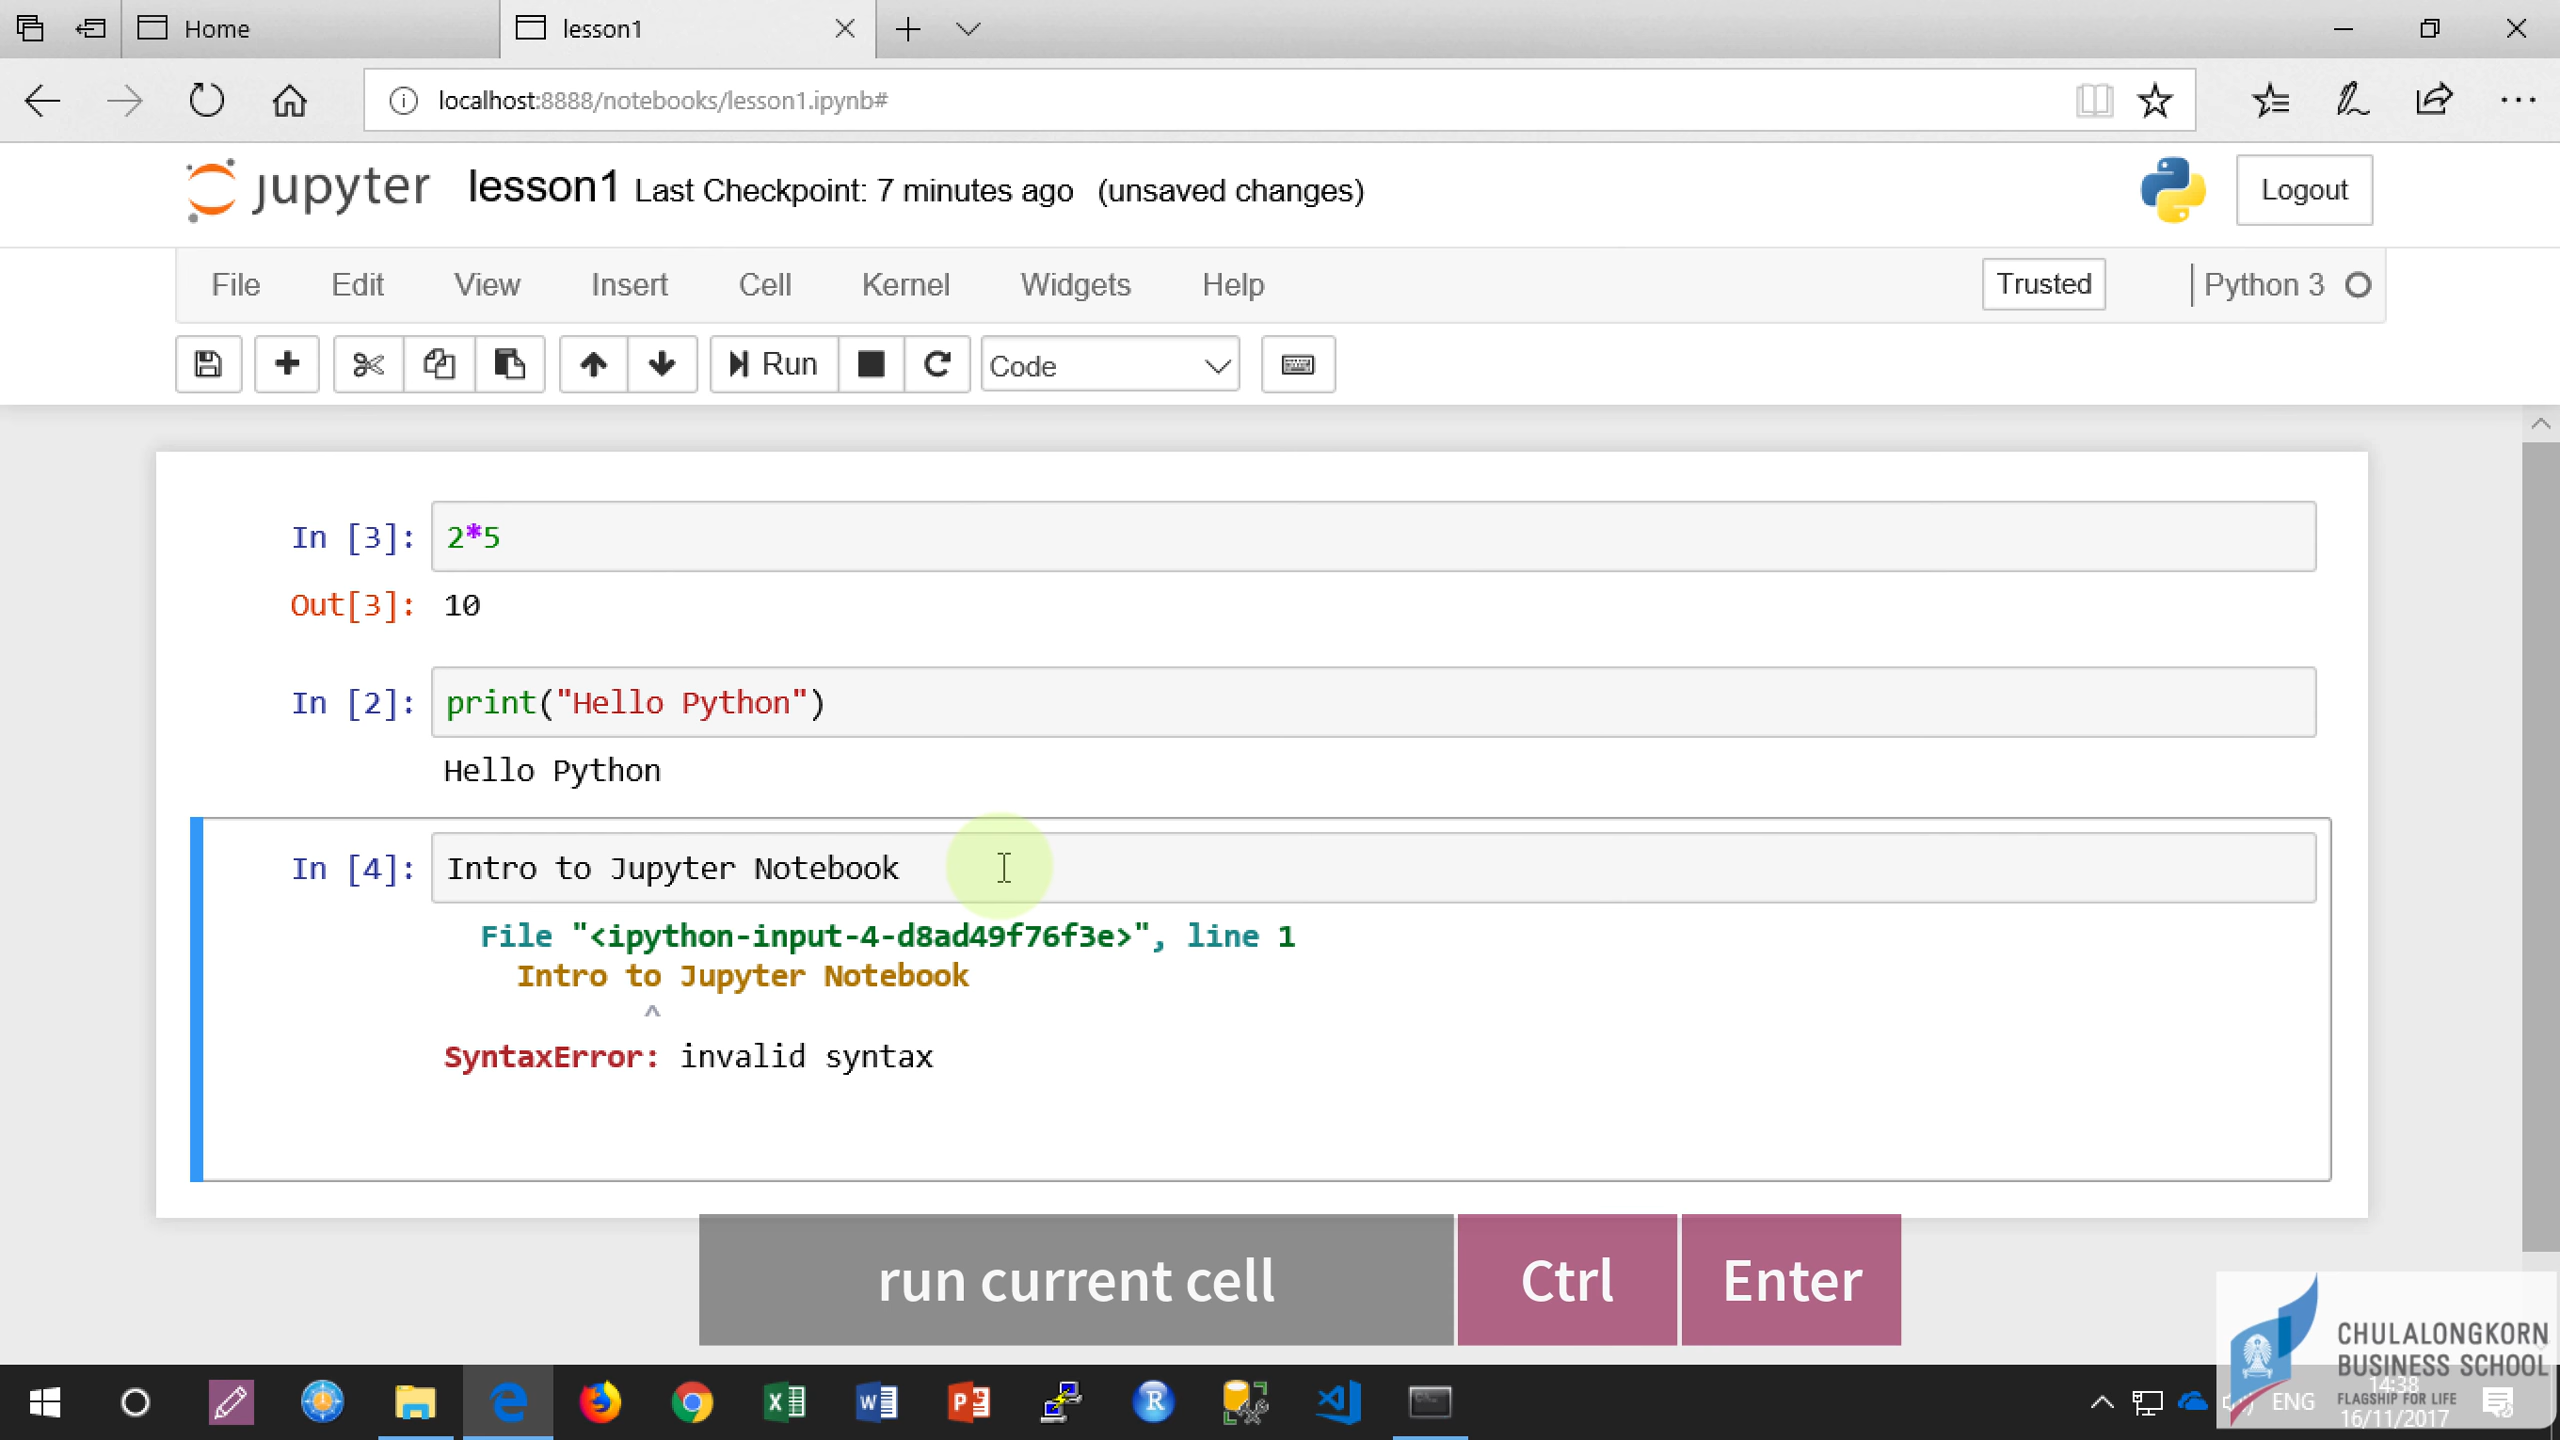 Home
lesson1
localhost:8888/notebooks/lesson1.ipynb#
jupyter lesson1 Last Checkpoint: 7 minutes ago (unsaved changes)
Logout
File Edit View Insert Cell Kernel Widgets Help
Trusted
Python 3
Run
Code
In [3]: 2*5
Out[3]: 10
In [2]: print("Hello Python")
Hello Python
In [4]: Intro to Jupyter Notebook
File "<ipython-input-4-d8ad49f76f3e>", line 1
Intro to Jupyter Notebook
^
SyntaxError: invalid syntax
run current cell Ctrl Enter
CHULALONGKORN
BUSINESS SCHOOL
FLAGSHIP FOR LIFE
ENG
14:38
16/11/2017